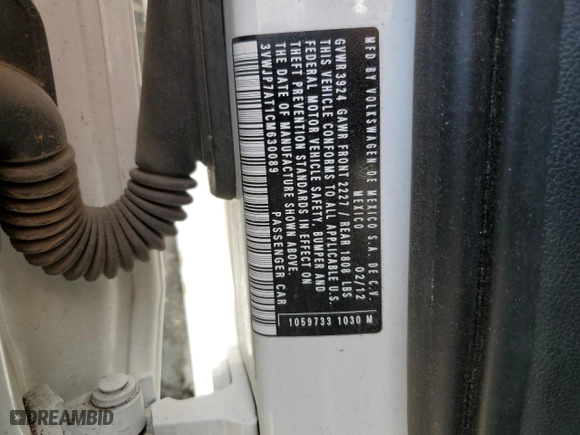 MFD BY VOLKSWAGEN DE MEXICO S.A. DE C.V.
MEXICO 02/12
GVWR 3924 GAWR FRONT 2227 / REAR 1808 LBS
THIS VEHICLE CONFORMS TO ALL APPLICABLE U.S.
FEDERAL MOTOR VEHICLE SAFETY, BUMPER AND
THEFT PREVENTION STANDARDS IN EFFECT ON
THE DATE OF MANUFACTURE SHOWN ABOVE.
3VWJP7AT1CM630089 PASSENGER CAR
1059733 1030 M
DREAMBID